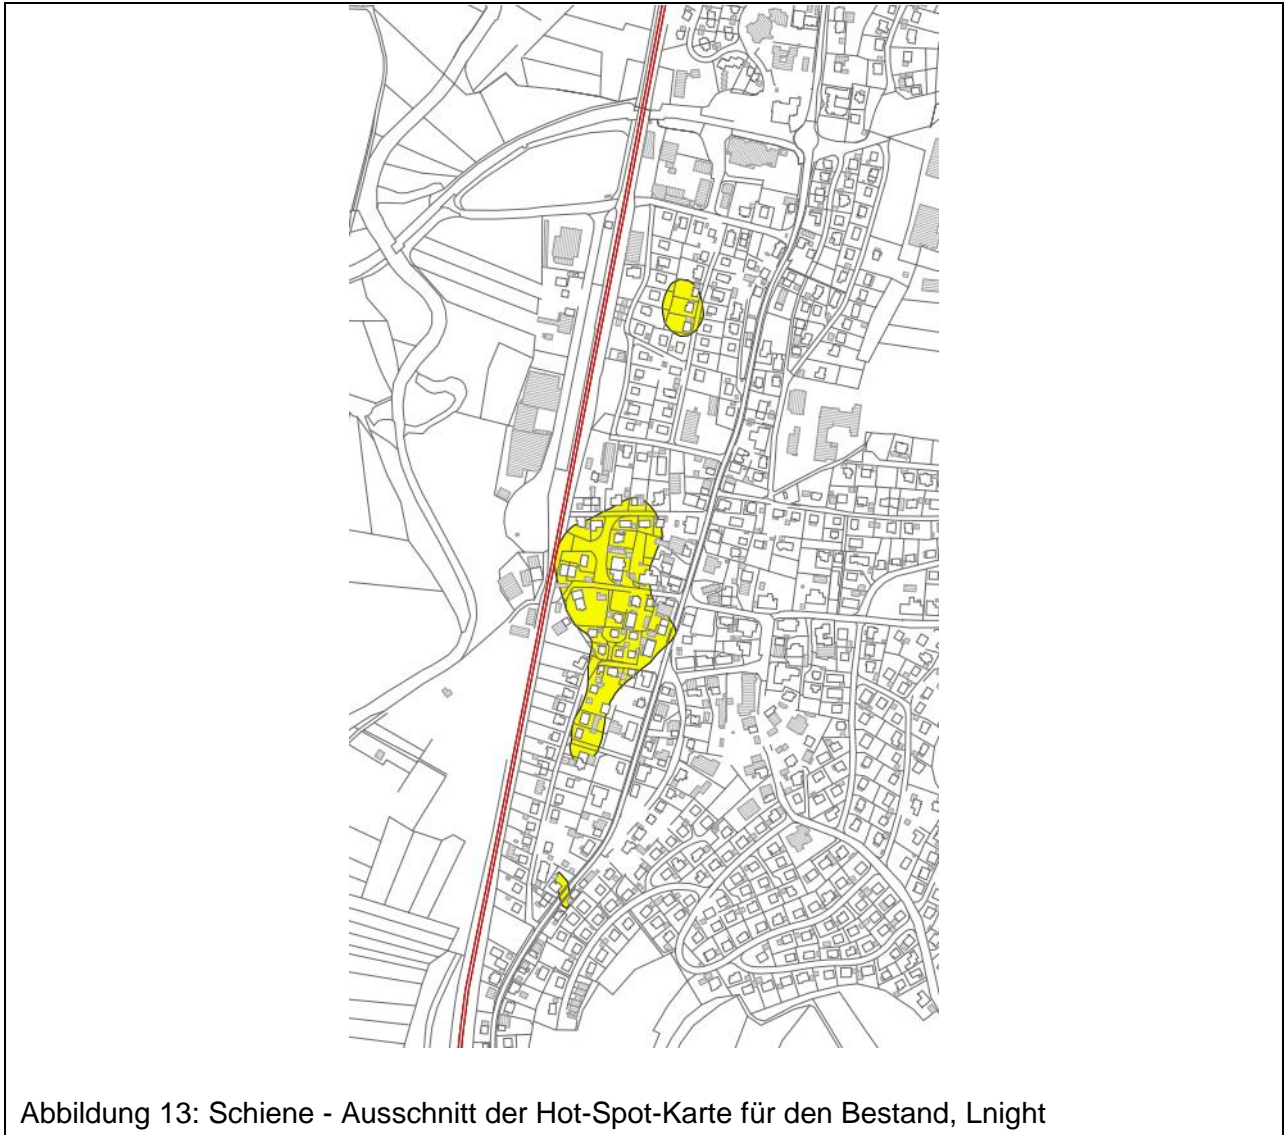 Abbildung 13: Schiene - Ausschnitt der Hot-Spot-Karte für den Bestand, Lnight